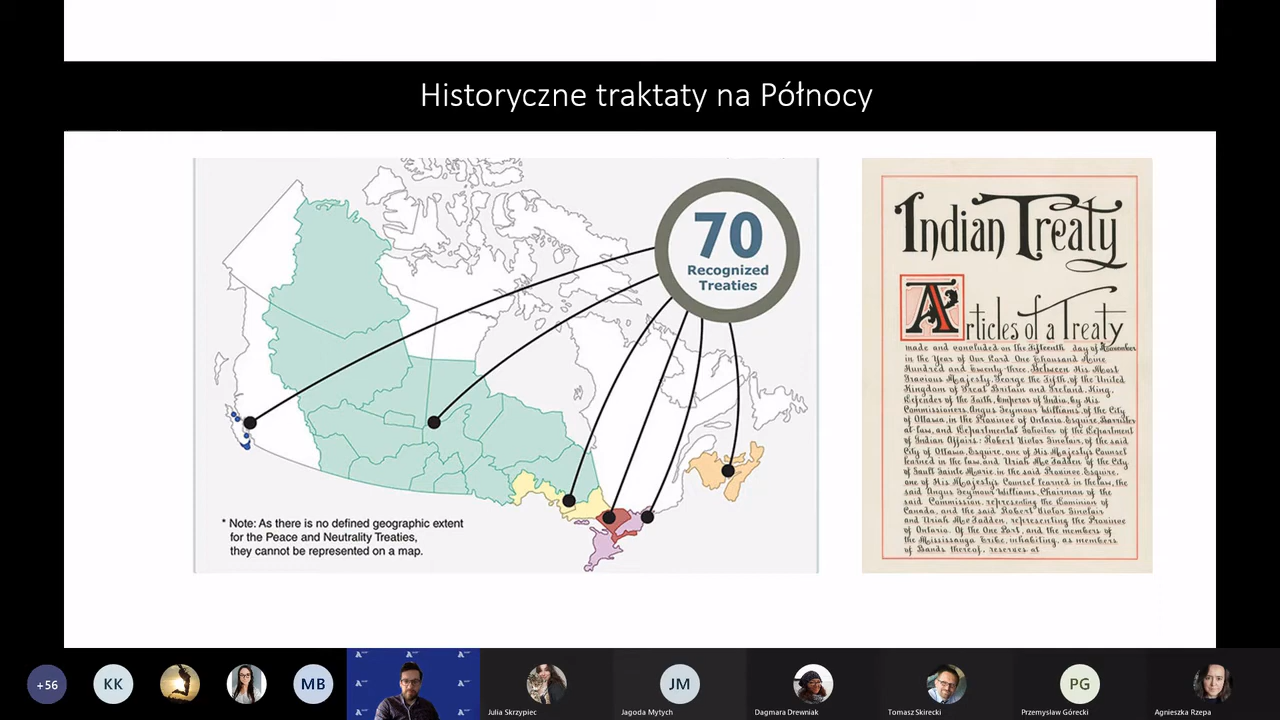 Historyczne traktaty na Północy
70
Recognized
Treaties
* Note: As there is no defined geographic extent
for the Peace and Neutrality Treaties,
they cannot be represented on a map.
Indian Treaty
Articles of a Treaty
made and concluded on the Fifteenth day of November
in the Year of Our Lord One Thousand Nine
Hundred and Twenty-three, Between His Most
Gracious Majesty, George the Fifth, of the United
Kingdom of Great Britain and Ireland, King,
Defender of the Faith, Emperor of India, by His
Commissioners, Angus Seymour Williams, of the City
of Ottawa, in the Province of Ontario, Esquire, Barrister
at-law, and Departmental Solicitor of the Department
of Indian Affairs: Robert Victor Sinclair, of the said
City of Ottawa, Esquire, one of His Majesty's Counsel
learned in the law, and Uriah McFadden, of the City
of Sault Sainte Marie, in the said Province, Esquire,
one of His Majesty's Counsel learned in the law, the
said Angus Seymour Williams, Chairman of the
said Commission, representing the Dominion of
Canada, and the said Robert Victor Sinclair
and Uriah McFadden, representing the Province
of Ontario, Of the One Part, and the members of
the Mississauga Tribe, inhabiting, as members
of Bands thereof, reserves at
+56
KK
MB
JM
PG
Julia Skrzypiec
Jagoda Mytych
Dagmara Drewniak
Tomasz Skirecki
Przemysław Górecki
Agnieszka Rzepa